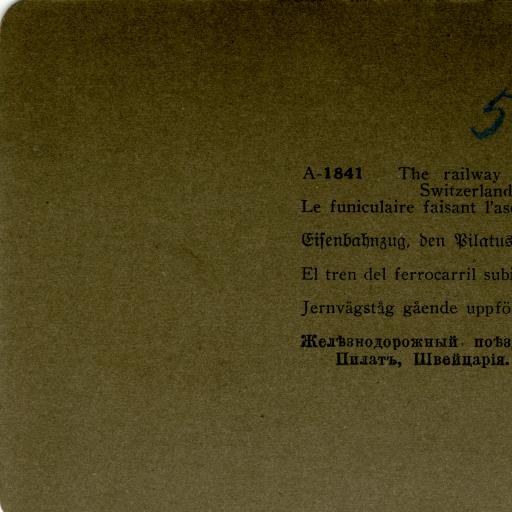 5
A-1841 The railway
Switzerland
Le funiculaire faisant l'as
Eisenbahnzug, den Pilatus
El tren del ferrocarril subi
Jernvägståg gående uppfö
Желѣзнодорожный поѣз
Пилатъ, Швейцарія.